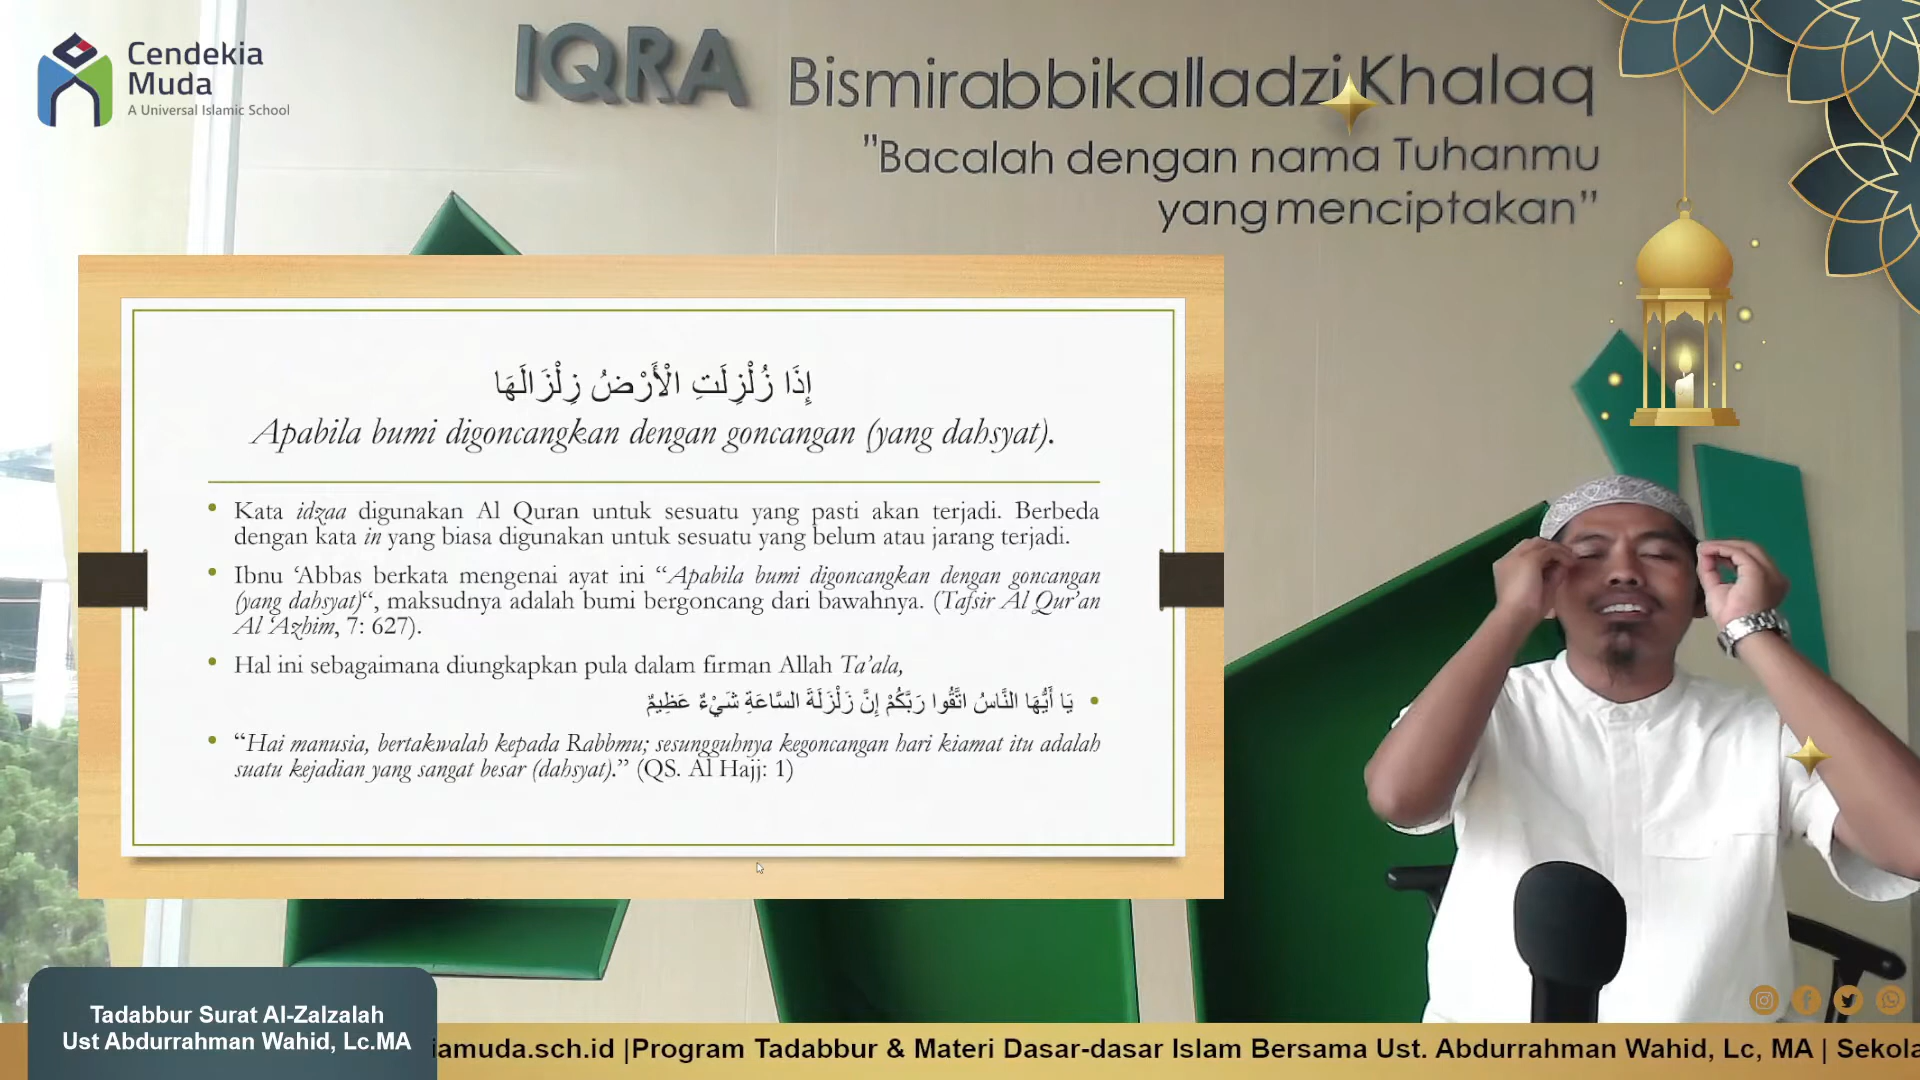 Cendekia
Muda
A Universal Islamic School
IQRA
Bismirabbikalladzi Khalaq
"Bacalah dengan nama Tuhanmu
yang menciptakan"
إِذَا زُلْزِلَتِ الْأَرْضُ زِلْزَالَهَا
Apabila bumi digoncangkan dengan goncangan (yang dahsyat).
• Kata idzaa digunakan Al Quran untuk sesuatu yang pasti akan terjadi. Berbeda
dengan kata in yang biasa digunakan untuk sesuatu yang belum atau jarang terjadi.
• Ibnu ‘Abbas berkata mengenai ayat ini “Apabila bumi digoncangkan dengan goncangan
(yang dahsyat)“, maksudnya adalah bumi bergoncang dari bawahnya. (Tafsir Al Qur’an
Al ‘Azhim, 7: 627).
• Hal ini sebagaimana diungkapkan pula dalam firman Allah Ta’ala,
• يَا أَيُّهَا النَّاسُ اتَّقُوا رَبَّكُمْ إِنَّ زَلْزَلَةَ السَّاعَةِ شَيْءٌ عَظِيمٌ
• “Hai manusia, bertakwalah kepada Rabbmu; sesungguhnya kegoncangan hari kiamat itu adalah
suatu kejadian yang sangat besar (dahsyat).” (QS. Al Hajj: 1)
Tadabbur Surat Al-Zalzalah
Ust Abdurrahman Wahid, Lc.MA
iamuda.sch.id |Program Tadabbur & Materi Dasar-dasar Islam Bersama Ust. Abdurrahman Wahid, Lc, MA | Sekola